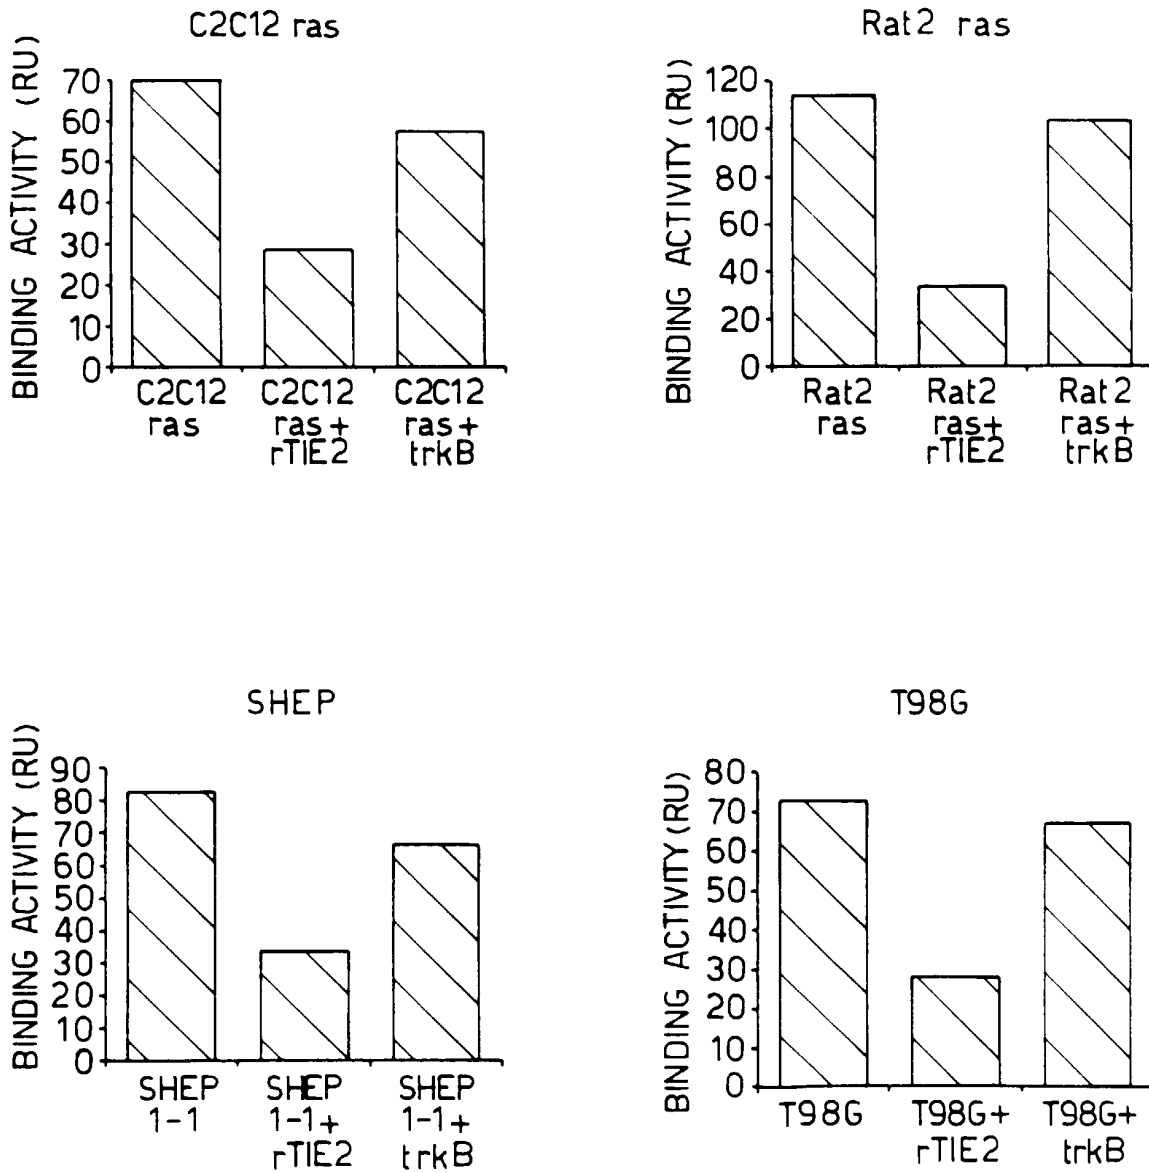 C2C12 ras
BINDING ACTIVITY (RU)
70
60
50
40
30
20
10
0
C2C12 C2C12 C2C12
ras ras+ ras+
rTIE2 trkB
Rat2 ras
BINDING ACTIVITY (RU)
120
100
80
60
40
20
0
Rat2 Rat2 Rat2
ras ras+ ras+
rTIE2 trkB
SHEP
BINDING ACTIVITY (RU)
90
80
70
60
50
40
30
20
10
0
SHEP SHEP SHEP
1-1 1-1+ 1-1+
rTIE2 trkB
T98G
BINDING ACTIVITY (RU)
80
70
60
50
40
30
20
10
0
T98G T98G+ T98G+
rTIE2 trkB